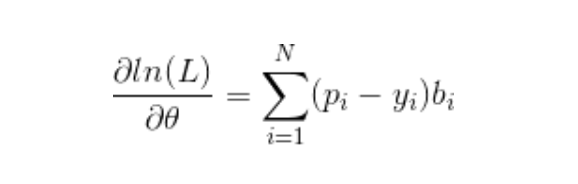 ∂ln(L)/∂θ = ∑_{i=1}^{N} (p_i − y_i)b_i